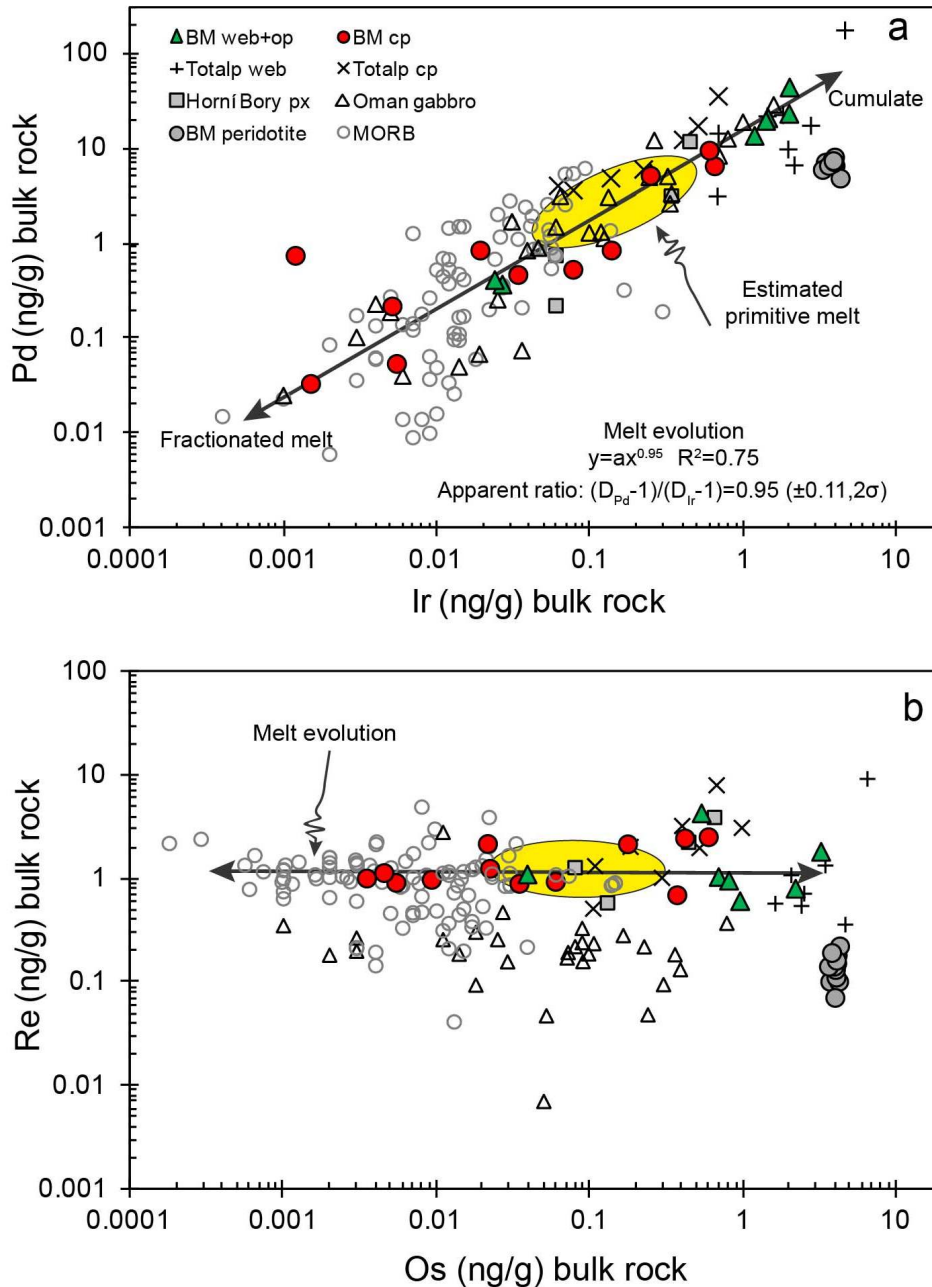 a
BM web+op
BM cp
Totalp web
Totalp cp
Horní Bory px
Oman gabbro
BM peridotite
MORB
Cumulate
Estimated
primitive melt
Fractionated melt
Melt evolution
y=ax^0.95 R²=0.75
Apparent ratio: (D_Pd-1)/(D_Ir-1)=0.95 (±0.11,2σ)
Pd (ng/g) bulk rock
100
10
1
0.1
0.01
0.001
0.0001
0.001
0.01
0.1
1
10
Ir (ng/g) bulk rock
b
Melt evolution
Re (ng/g) bulk rock
100
10
1
0.1
0.01
0.001
0.0001
0.001
0.01
0.1
1
10
Os (ng/g) bulk rock